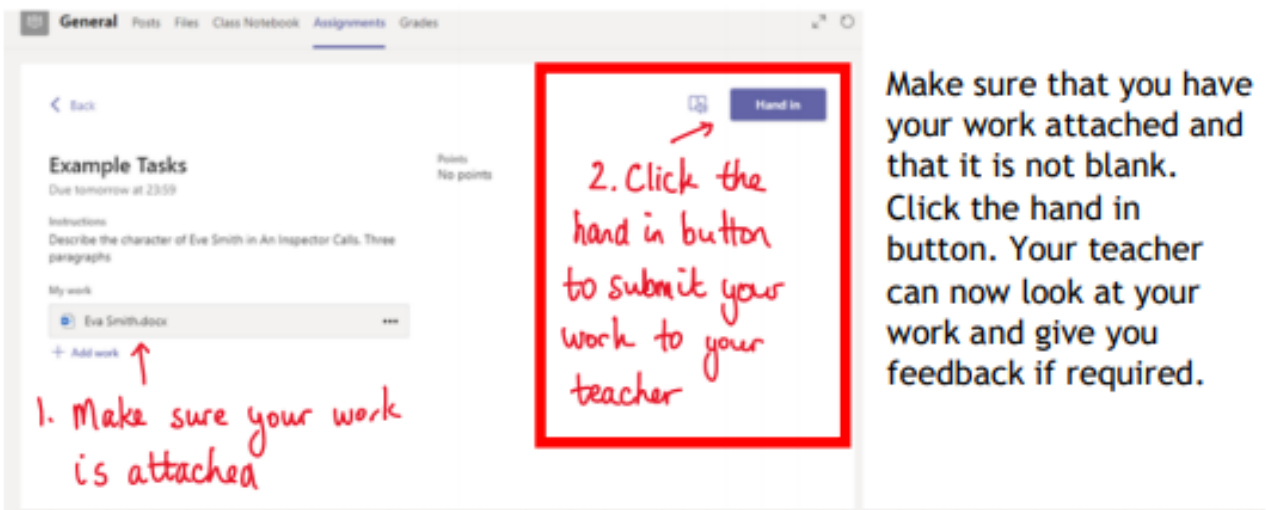 General Posts Files Class Notebook Assignments Grades
Back
Hand in
Example Tasks
Due tomorrow at 23:59
Points
No points
Instructions
Describe the character of Eve Smith in An Inspector Calls. Three
paragraphs
My work
Eva Smith.docx
+ Add work
1. Make sure your work
is attached
2. Click the
hand in button
to submit your
work to your
teacher
Make sure that you have
your work attached and
that it is not blank.
Click the hand in
button. Your teacher
can now look at your
work and give you
feedback if required.